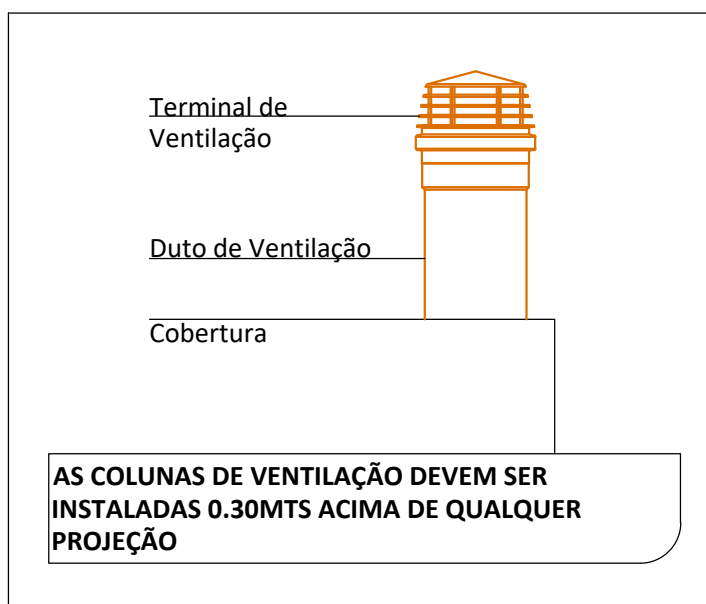 Terminal de
Ventilação
Duto de Ventilação
Cobertura
AS COLUNAS DE VENTILAÇÃO DEVEM SER
INSTALADAS 0.30MTS ACIMA DE QUALQUER
PROJEÇÃO